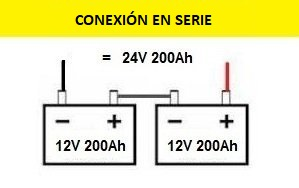 CONEXIÓN EN SERIE
= 24V 200Ah
− + − +
12V 200Ah 12V 200Ah